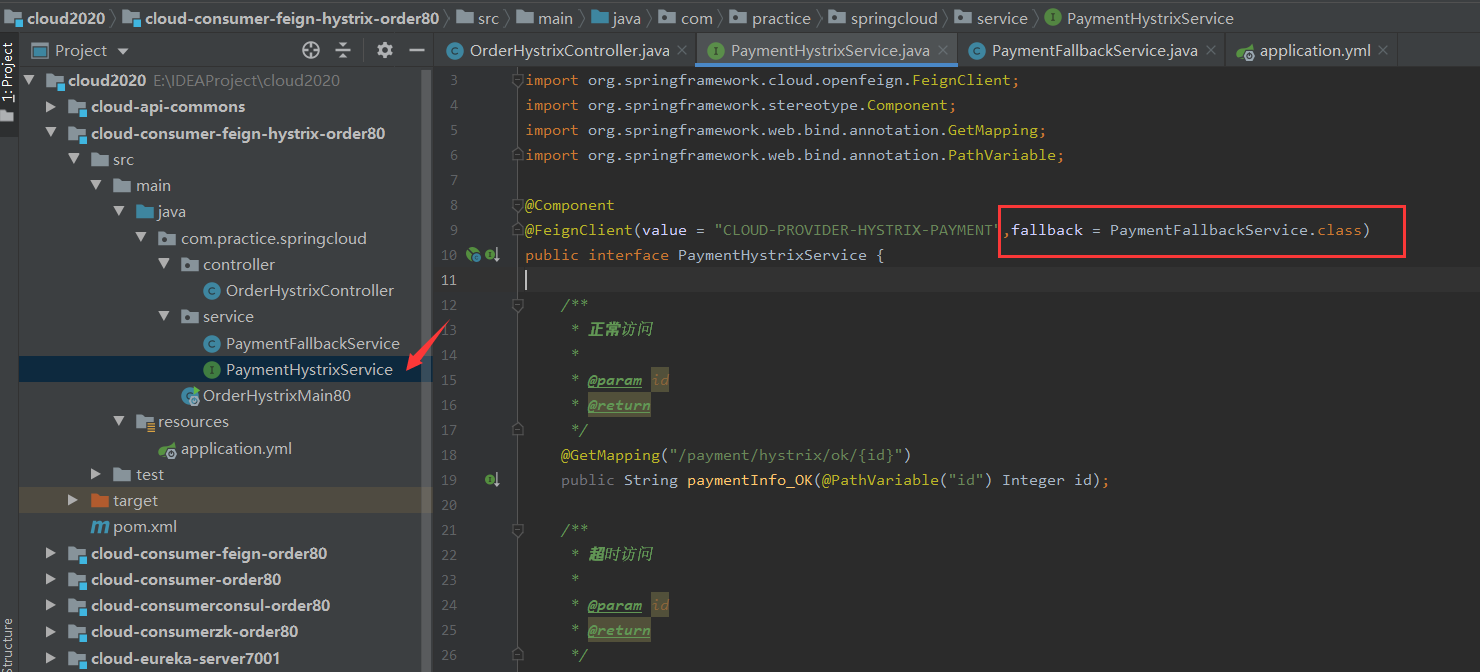 cloud2020 cloud-consumer-feign-hystrix-order80 src main java com practice springcloud service PaymentHystrixService
1: Project
Structure
Project
cloud2020 E:\IDEAProject\cloud2020
cloud-api-commons
cloud-consumer-feign-hystrix-order80
src
main
java
com.practice.springcloud
controller
OrderHystrixController
service
PaymentFallbackService
PaymentHystrixService
OrderHystrixMain80
resources
application.yml
test
target
pom.xml
cloud-consumer-feign-order80
cloud-consumer-order80
cloud-consumerconsul-order80
cloud-consumerzk-order80
cloud-eureka-server7001
OrderHystrixController.java PaymentHystrixService.java PaymentFallbackService.java application.yml
3 import org.springframework.cloud.openfeign.FeignClient;
4 import org.springframework.stereotype.Component;
5 import org.springframework.web.bind.annotation.GetMapping;
6 import org.springframework.web.bind.annotation.PathVariable;
7
8 @Component
9 @FeignClient(value = "CLOUD-PROVIDER-HYSTRIX-PAYMENT",fallback = PaymentFallbackService.class)
10 public interface PaymentHystrixService {
11
12 /**
13 * 正常访问
14 *
15 * @param id
16 * @return
17 */
18 @GetMapping("/payment/hystrix/ok/{id}")
19 public String paymentInfo_OK(@PathVariable("id") Integer id);
20
21 /**
22 * 超时访问
23 *
24 * @param id
25 * @return
26 */